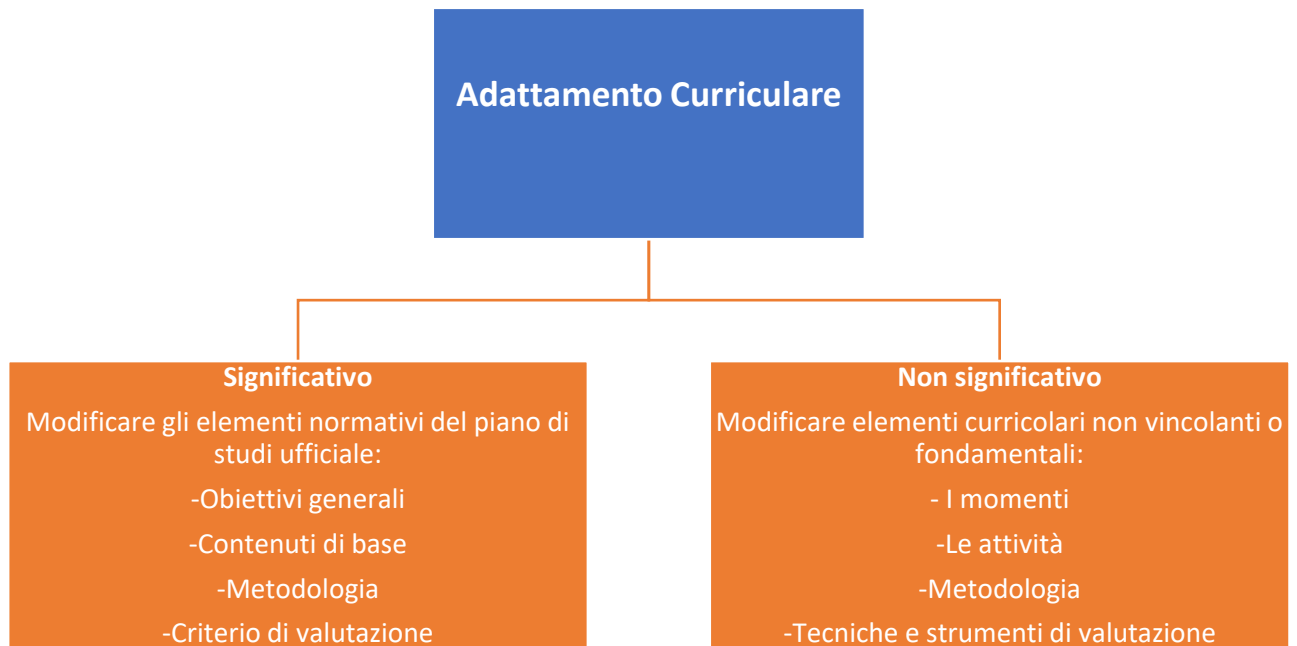 Adattamento Curriculare
Significativo
Modificare gli elementi normativi del piano di
studi ufficiale:
-Obiettivi generali
-Contenuti di base
-Metodologia
-Criterio di valutazione
Non significativo
Modificare elementi curricolari non vincolanti o
fondamentali:
- I momenti
-Le attività
-Metodologia
-Tecniche e strumenti di valutazione